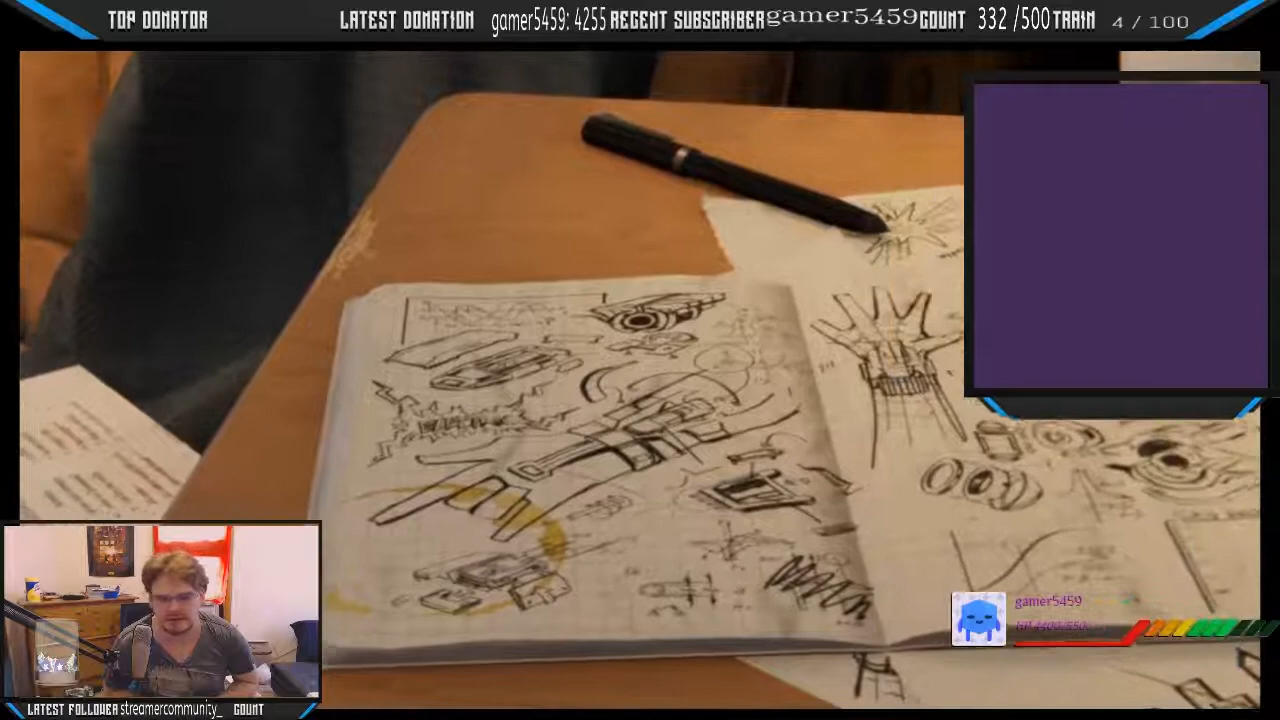 TOP DONATOR LATEST DONATION gamer5459: 4255 RECENT SUBSCRIBER gamer5459 COUNT 332 /500 TRAIN 4 / 100
gamer5459
LATEST FOLLOWER streamercommunity_ COUNT